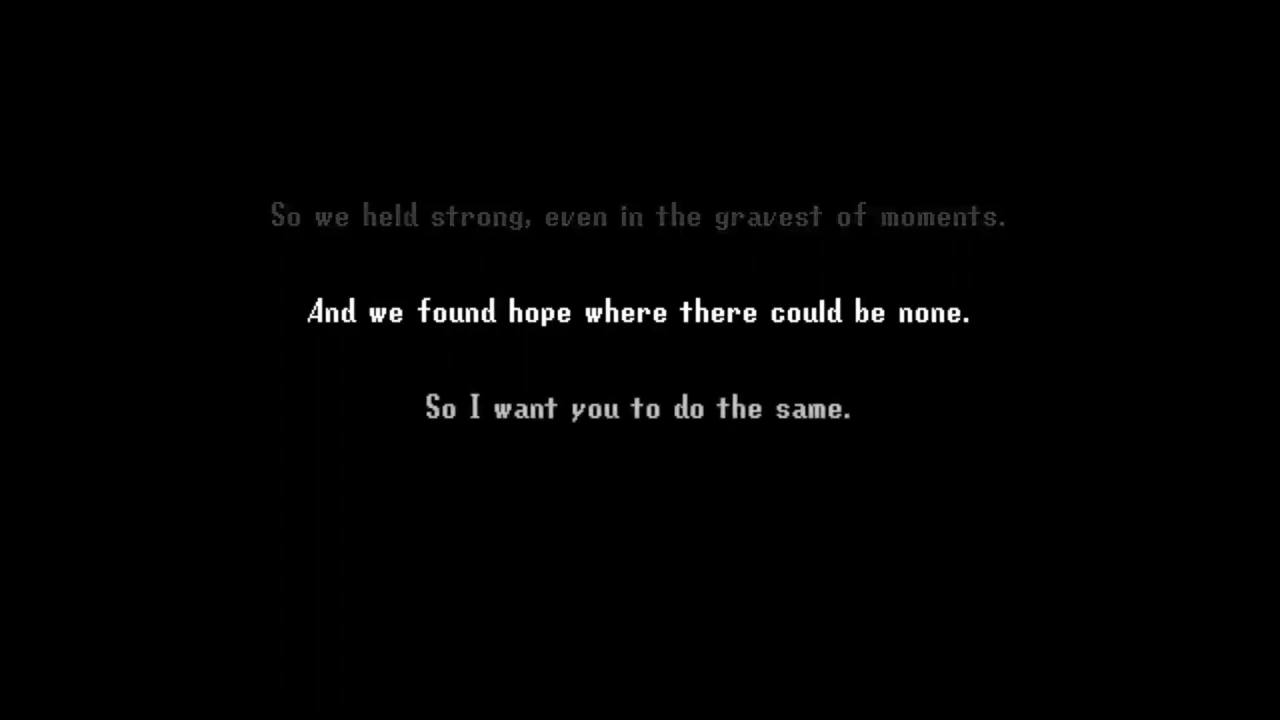 So we held strong, even in the gravest of moments.
And we found hope where there could be none.
So I want you to do the same.